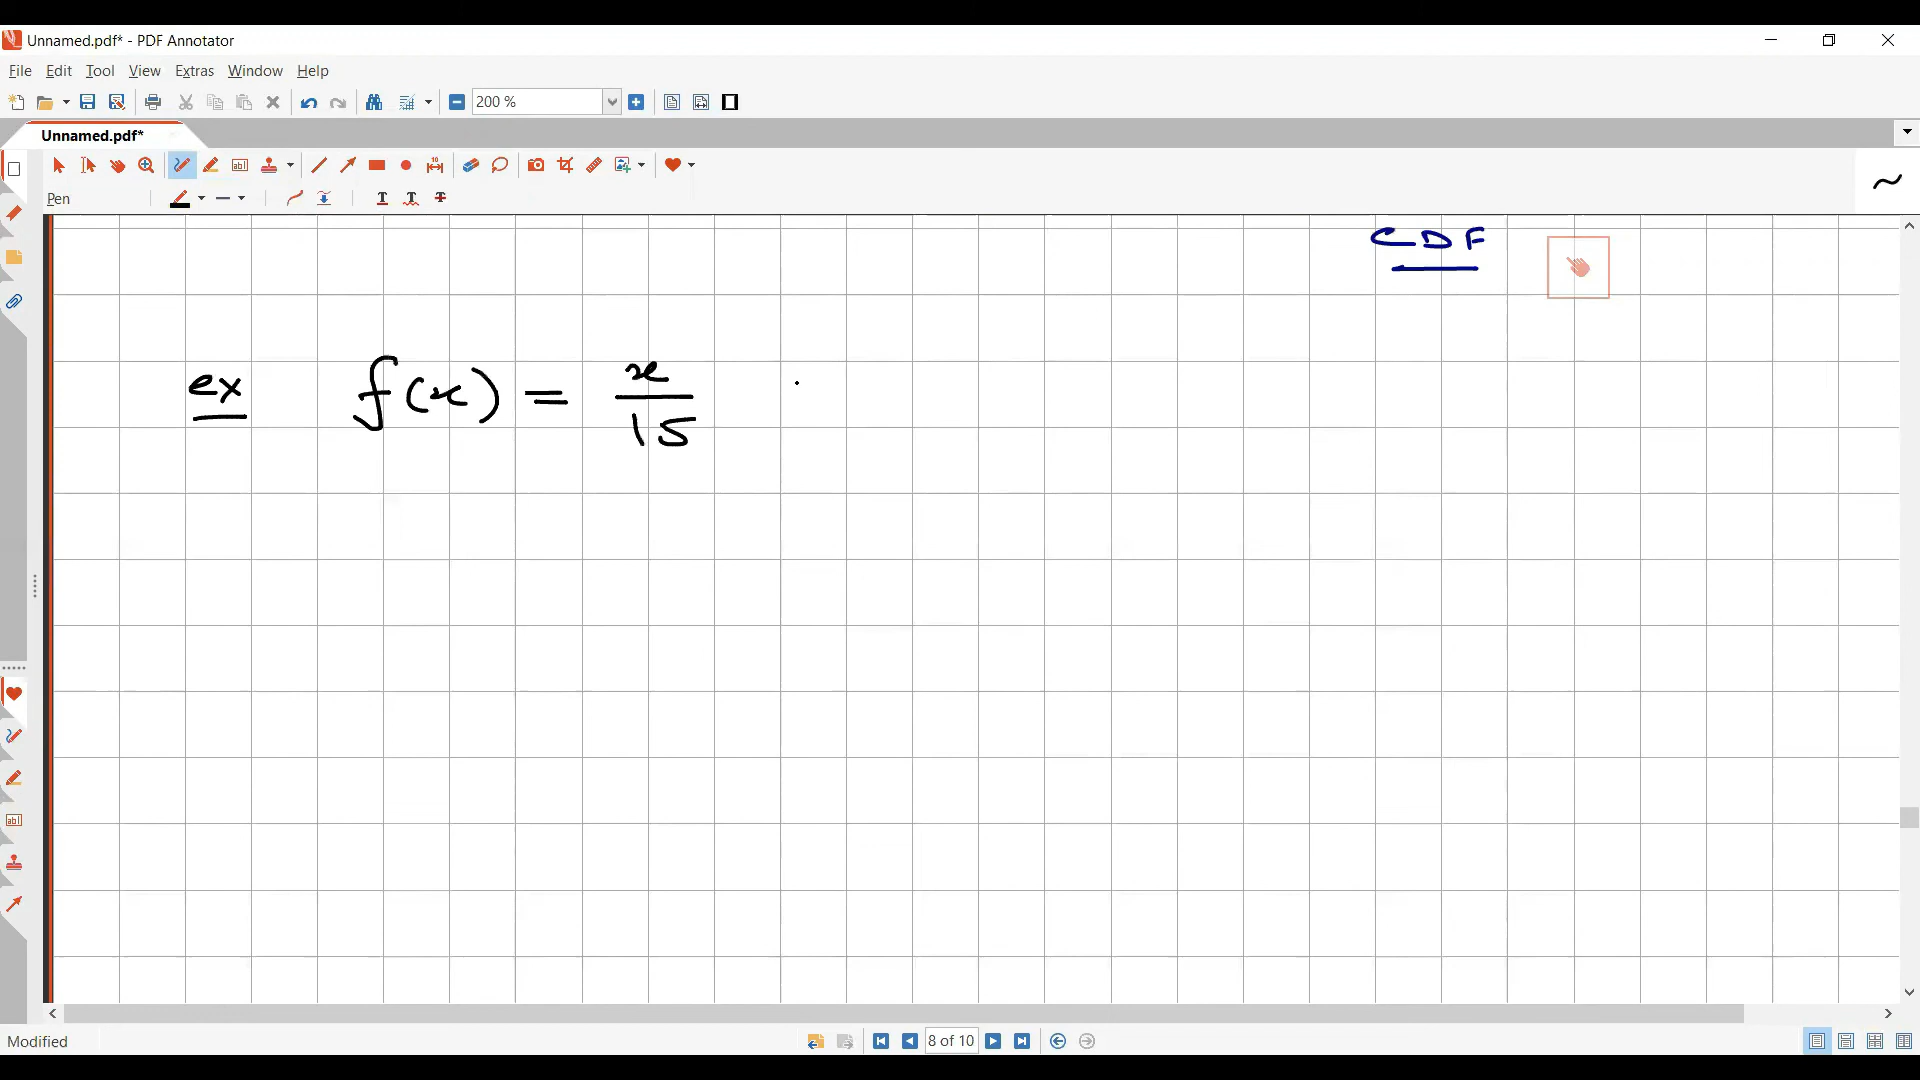 Unnamed.pdf* - PDF Annotator
File Edit Tool View Extras Window Help
200 %
Unnamed.pdf*
Pen
CDF
ex f(x) = x/15
Modified
8 of 10